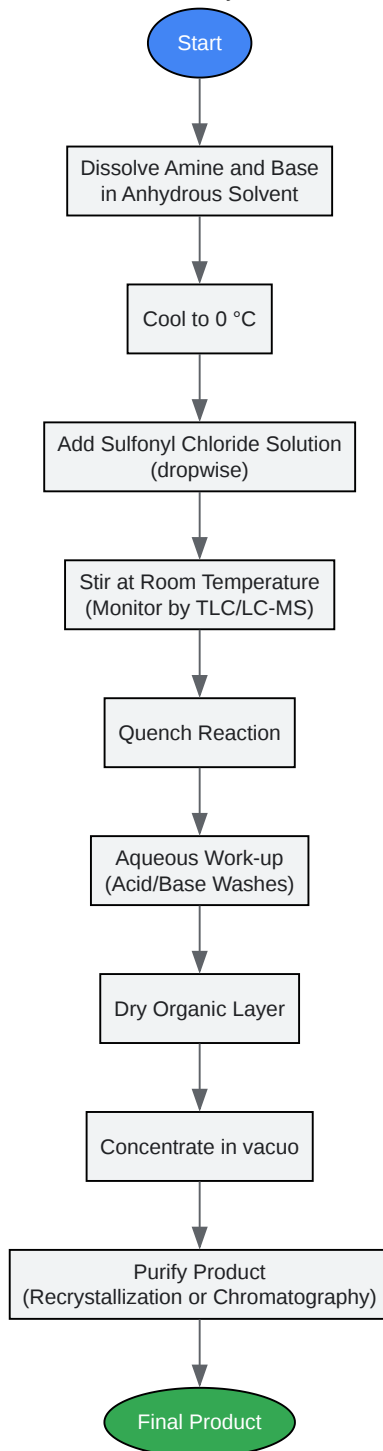 Start
Dissolve Amine and Base
in Anhydrous Solvent
Cool to 0 °C
Add Sulfonyl Chloride Solution
(dropwise)
Stir at Room Temperature
(Monitor by TLC/LC-MS)
Quench Reaction
Aqueous Work-up
(Acid/Base Washes)
Dry Organic Layer
Concentrate in vacuo
Purify Product
(Recrystallization or Chromatography)
Final Product